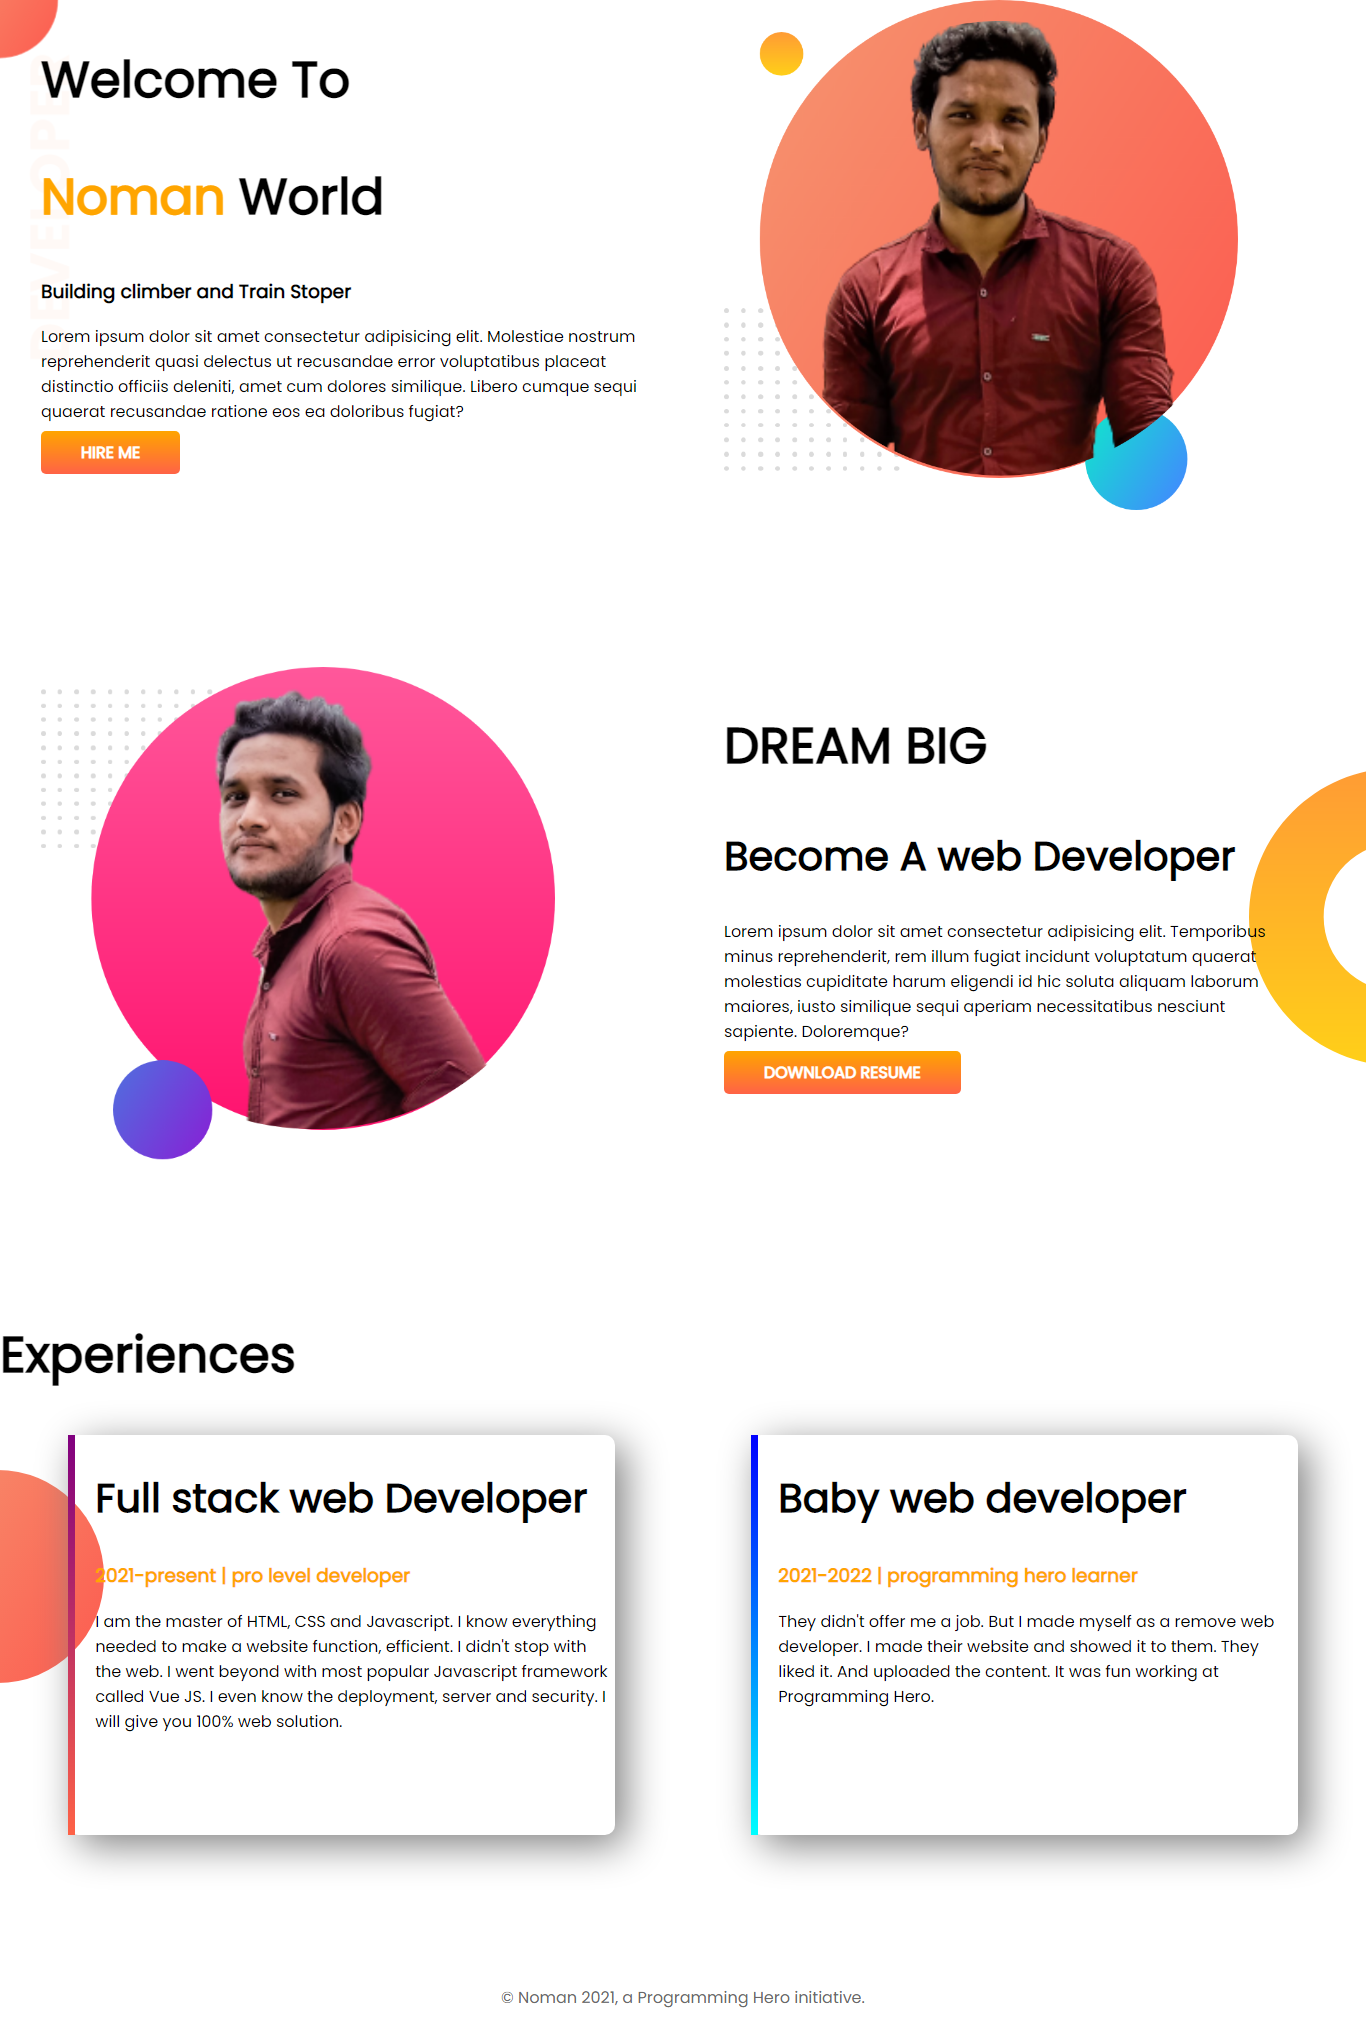 DEVELOPER
Welcome To
Noman World
Building climber and Train Stoper
Lorem ipsum dolor sit amet consectetur adipisicing elit. Molestiae nostrum
reprehenderit quasi delectus ut recusandae error voluptatibus placeat
distinctio officiis deleniti, amet cum dolores similique. Libero cumque sequi
quaerat recusandae ratione eos ea doloribus fugiat?
HIRE ME
DREAM BIG
Become A web Developer
Lorem ipsum dolor sit amet consectetur adipisicing elit. Temporibus
minus reprehenderit, rem illum fugiat incidunt voluptatum quaerat
molestias cupiditate harum eligendi id hic soluta aliquam laborum
maiores, iusto similique sequi aperiam necessitatibus nesciunt
sapiente. Doloremque?
DOWNLOAD RESUME
Experiences
Full stack web Developer
2021-present | pro level developer
I am the master of HTML, CSS and Javascript. I know everything
needed to make a website function, efficient. I didn't stop with
the web. I went beyond with most popular Javascript framework
called Vue JS. I even know the deployment, server and security. I
will give you 100% web solution.
Baby web developer
2021-2022 | programming hero learner
They didn't offer me a job. But I made myself as a remove web
developer. I made their website and showed it to them. They
liked it. And uploaded the content. It was fun working at
Programming Hero.
© Noman 2021, a Programming Hero initiative.